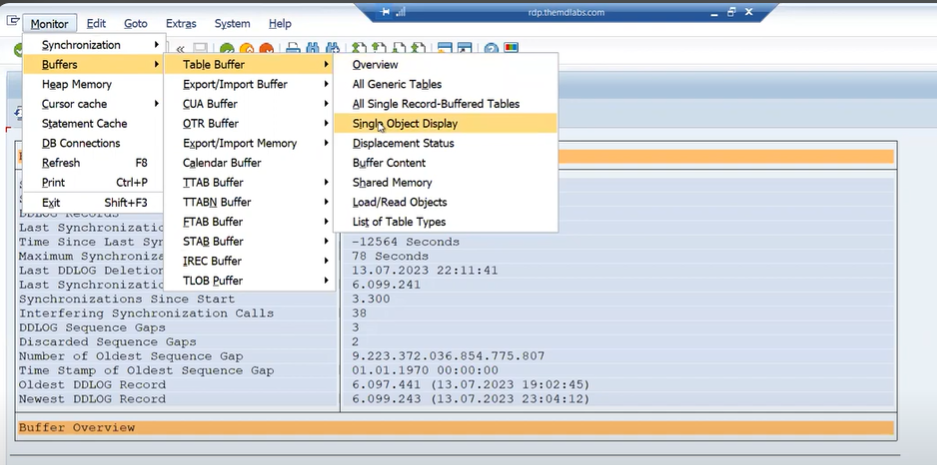 rdp.themdlabs.com
Monitor Edit Goto Extras System Help
Synchronization
Buffers
Heap Memory
Cursor cache
Statement Cache
DB Connections
Refresh F8
Print Ctrl+P
Exit Shift+F3
Table Buffer
Export/Import Buffer
CUA Buffer
OTR Buffer
Export/Import Memory
Calendar Buffer
TTAB Buffer
TTABN Buffer
FTAB Buffer
STAB Buffer
IREC Buffer
TLOB Puffer
Overview
All Generic Tables
All Single Record-Buffered Tables
Single Object Display
Displacement Status
Buffer Content
Shared Memory
Load/Read Objects
List of Table Types
DDLOG Records
Last Synchronizatio
Time Since Last Syn -12564 Seconds
Maximum Synchroniza 78 Seconds
Last DDLOG Deletion 13.07.2023 22:11:41
Last Synchronizatio 6.099.241
Synchronizations Since Start 3.300
Interfering Synchronization Calls 38
DDLOG Sequence Gaps 3
Discarded Sequence Gaps 2
Number of Oldest Sequence Gap 9.223.372.036.854.775.807
Time Stamp of Oldest Sequence Gap 01.01.1970 00:00:00
Oldest DDLOG Record 6.097.441 (13.07.2023 19:02:45)
Newest DDLOG Record 6.099.243 (13.07.2023 23:04:12)
Buffer Overview